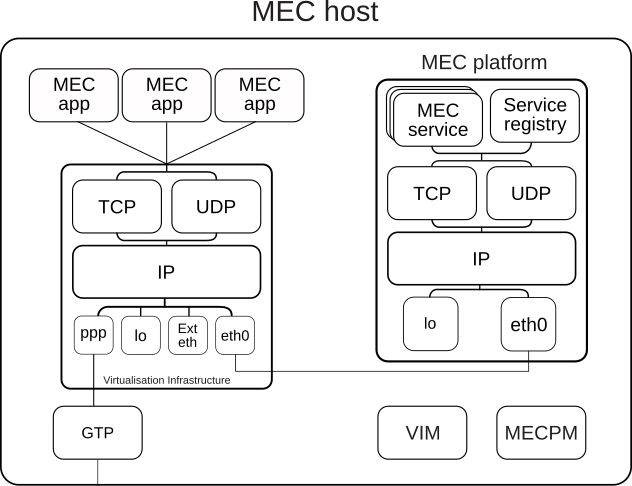 MEC host
MEC platform
MEC
app
MEC
app
MEC
app
MEC
service
Service
registry
TCP
UDP
IP
ppp
lo
Ext
eth
eth0
Virtualisation Infrastructure
TCP
UDP
IP
lo
eth0
GTP
VIM
MECPM